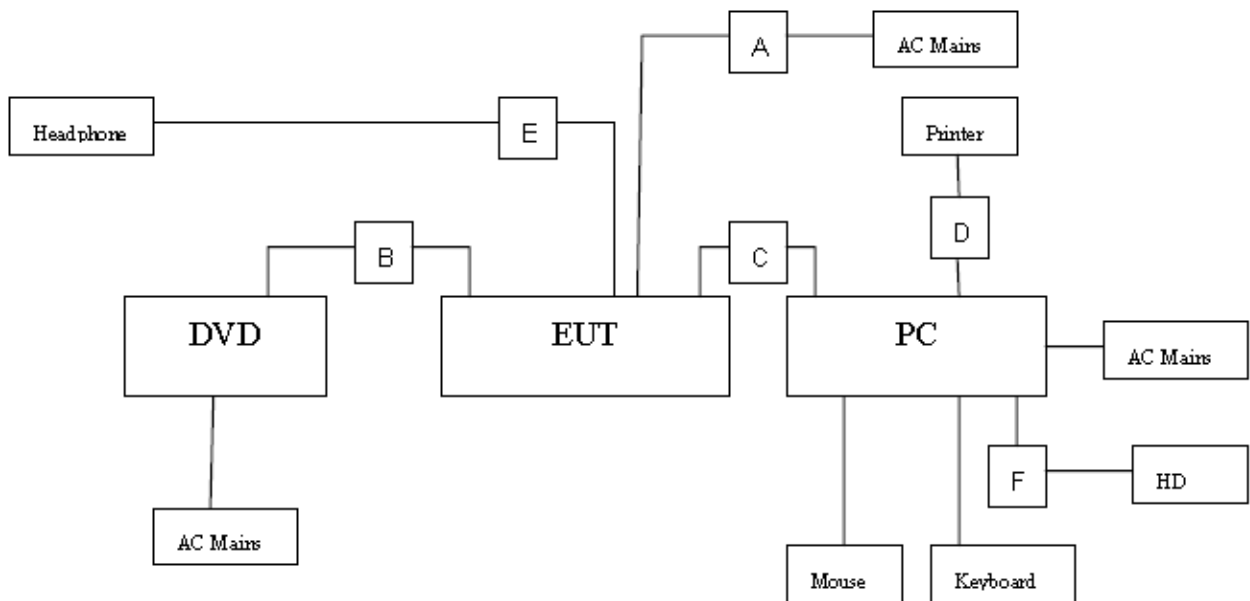 A
AC Mains
Headphone
E
Printer
D
B
C
DVD
EUT
PC
AC Mains
F
HD
AC Mains
Mouse
Keyboard